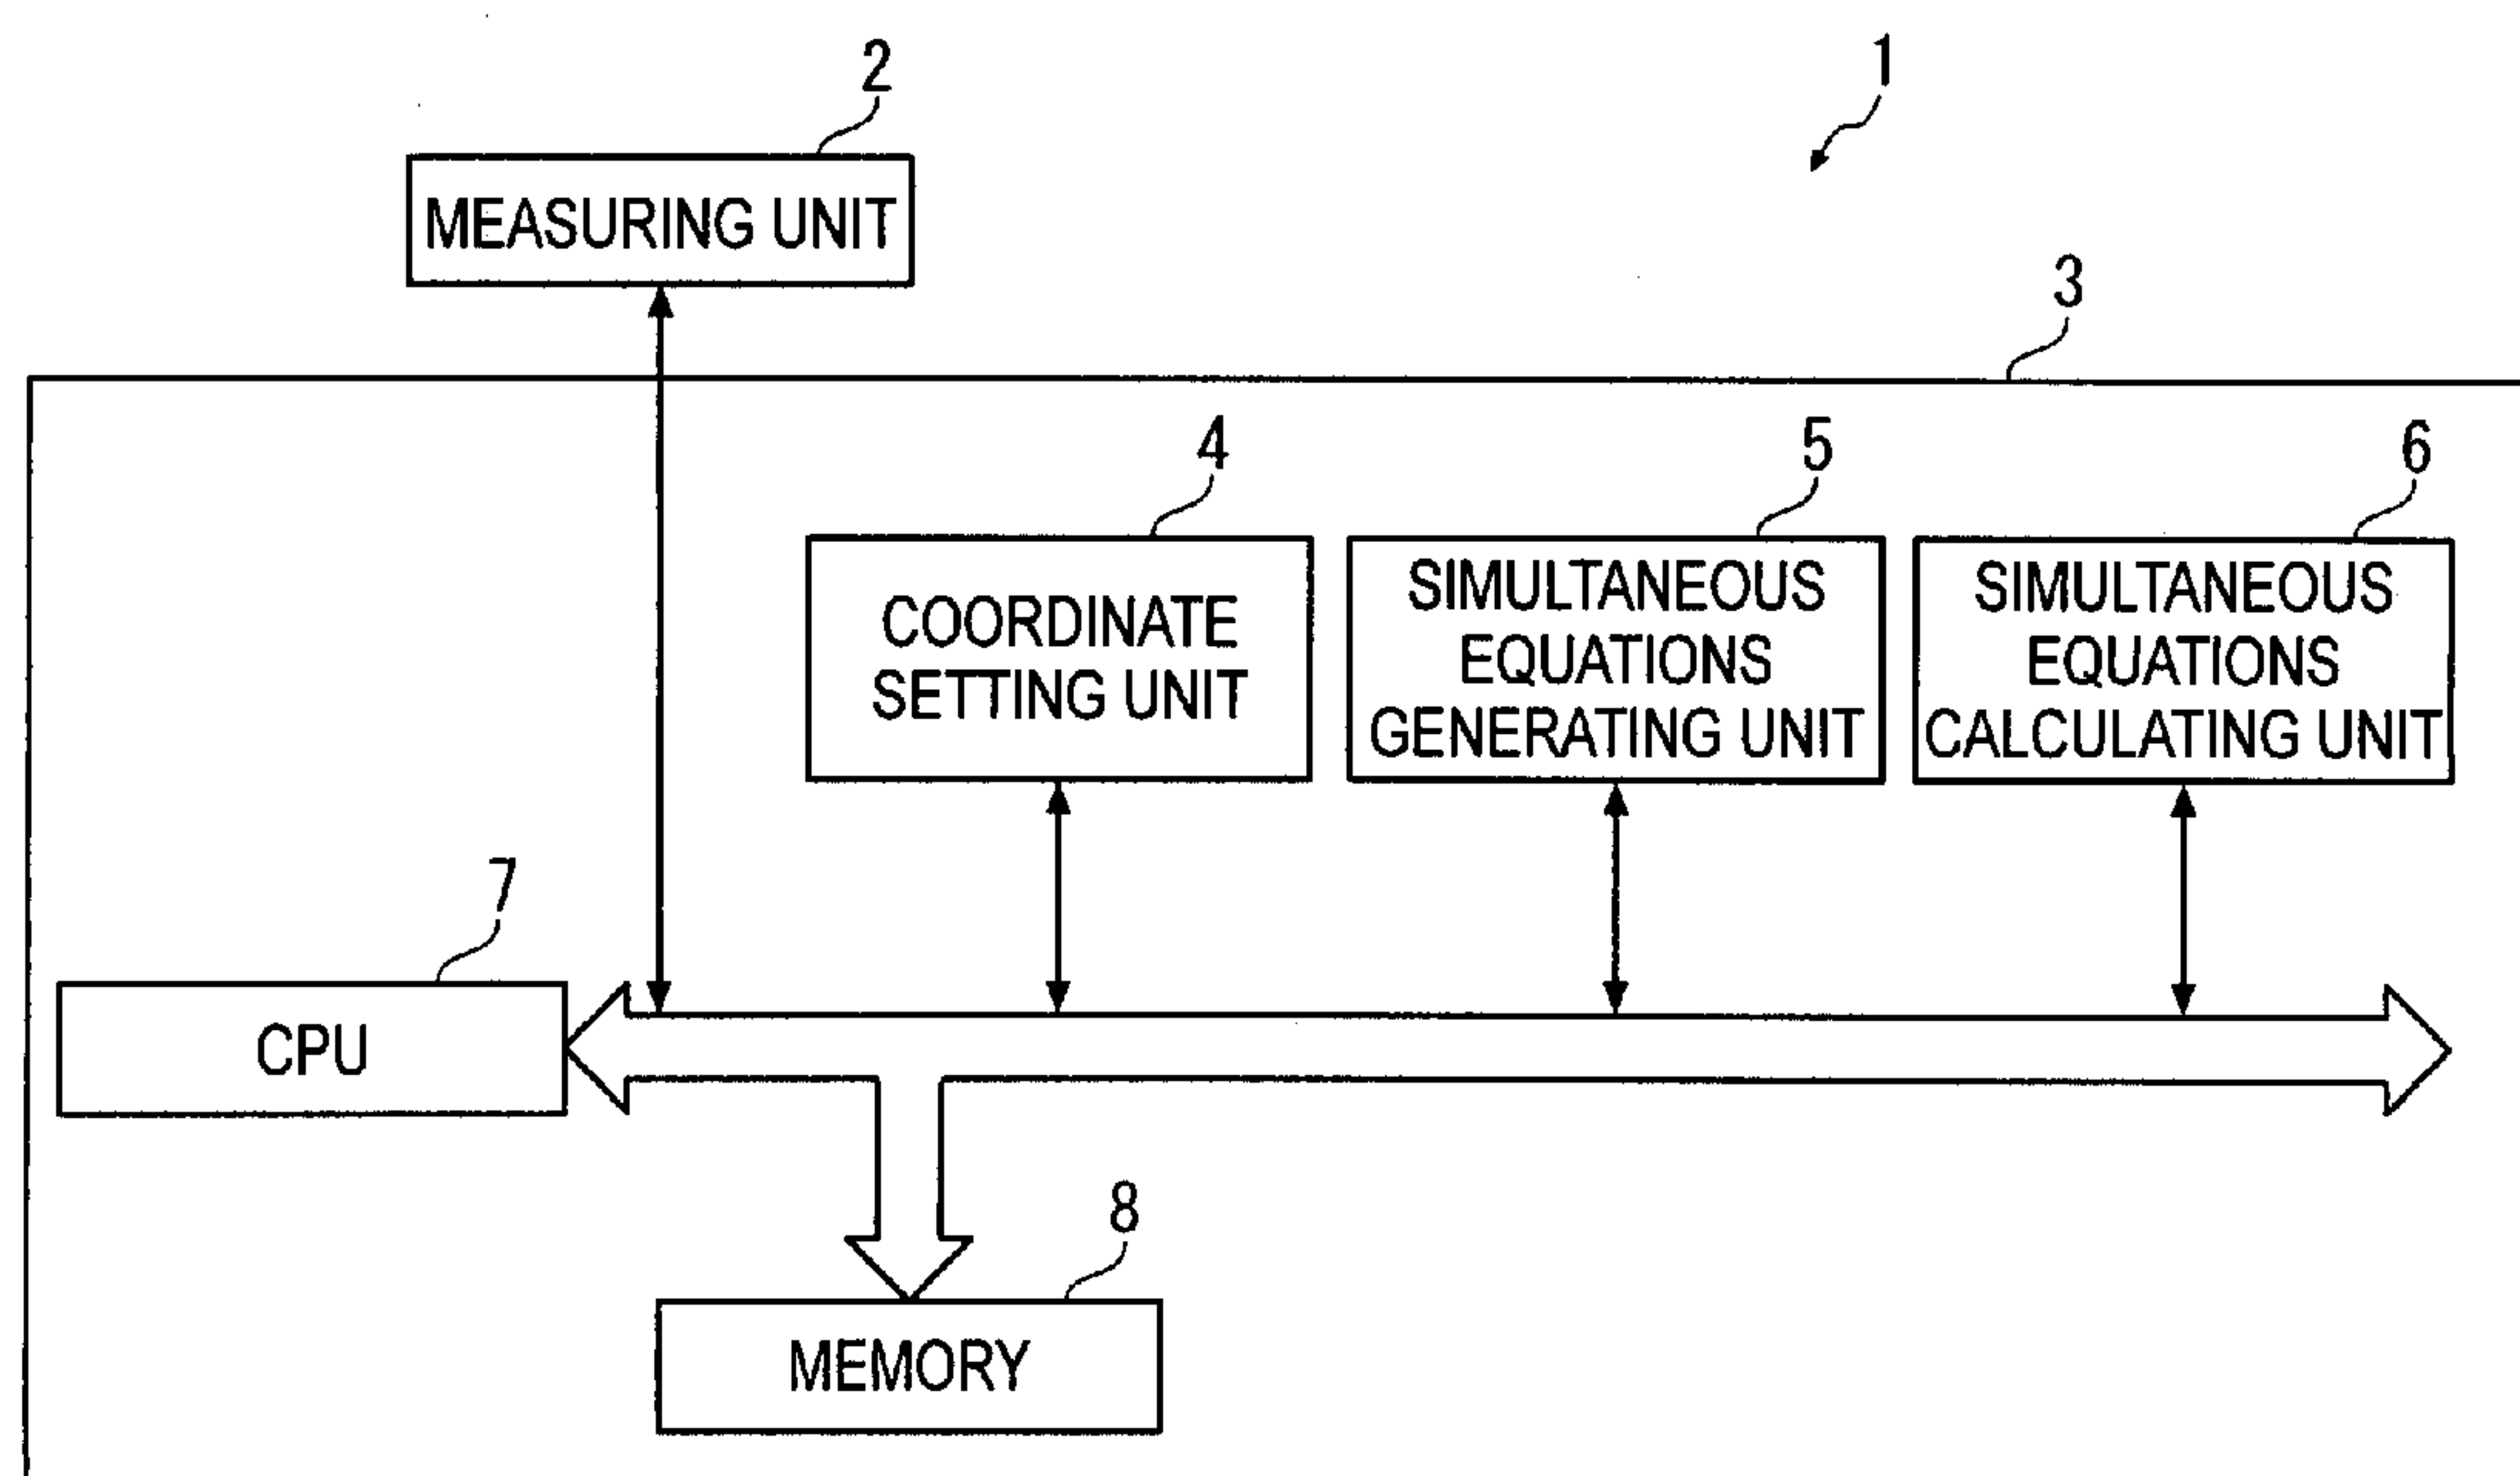 2
1
MEASURING UNIT
3
4
5
6
COORDINATE
SETTING UNIT
SIMULTANEOUS
EQUATIONS
GENERATING UNIT
SIMULTANEOUS
EQUATIONS
CALCULATING UNIT
7
CPU
8
MEMORY